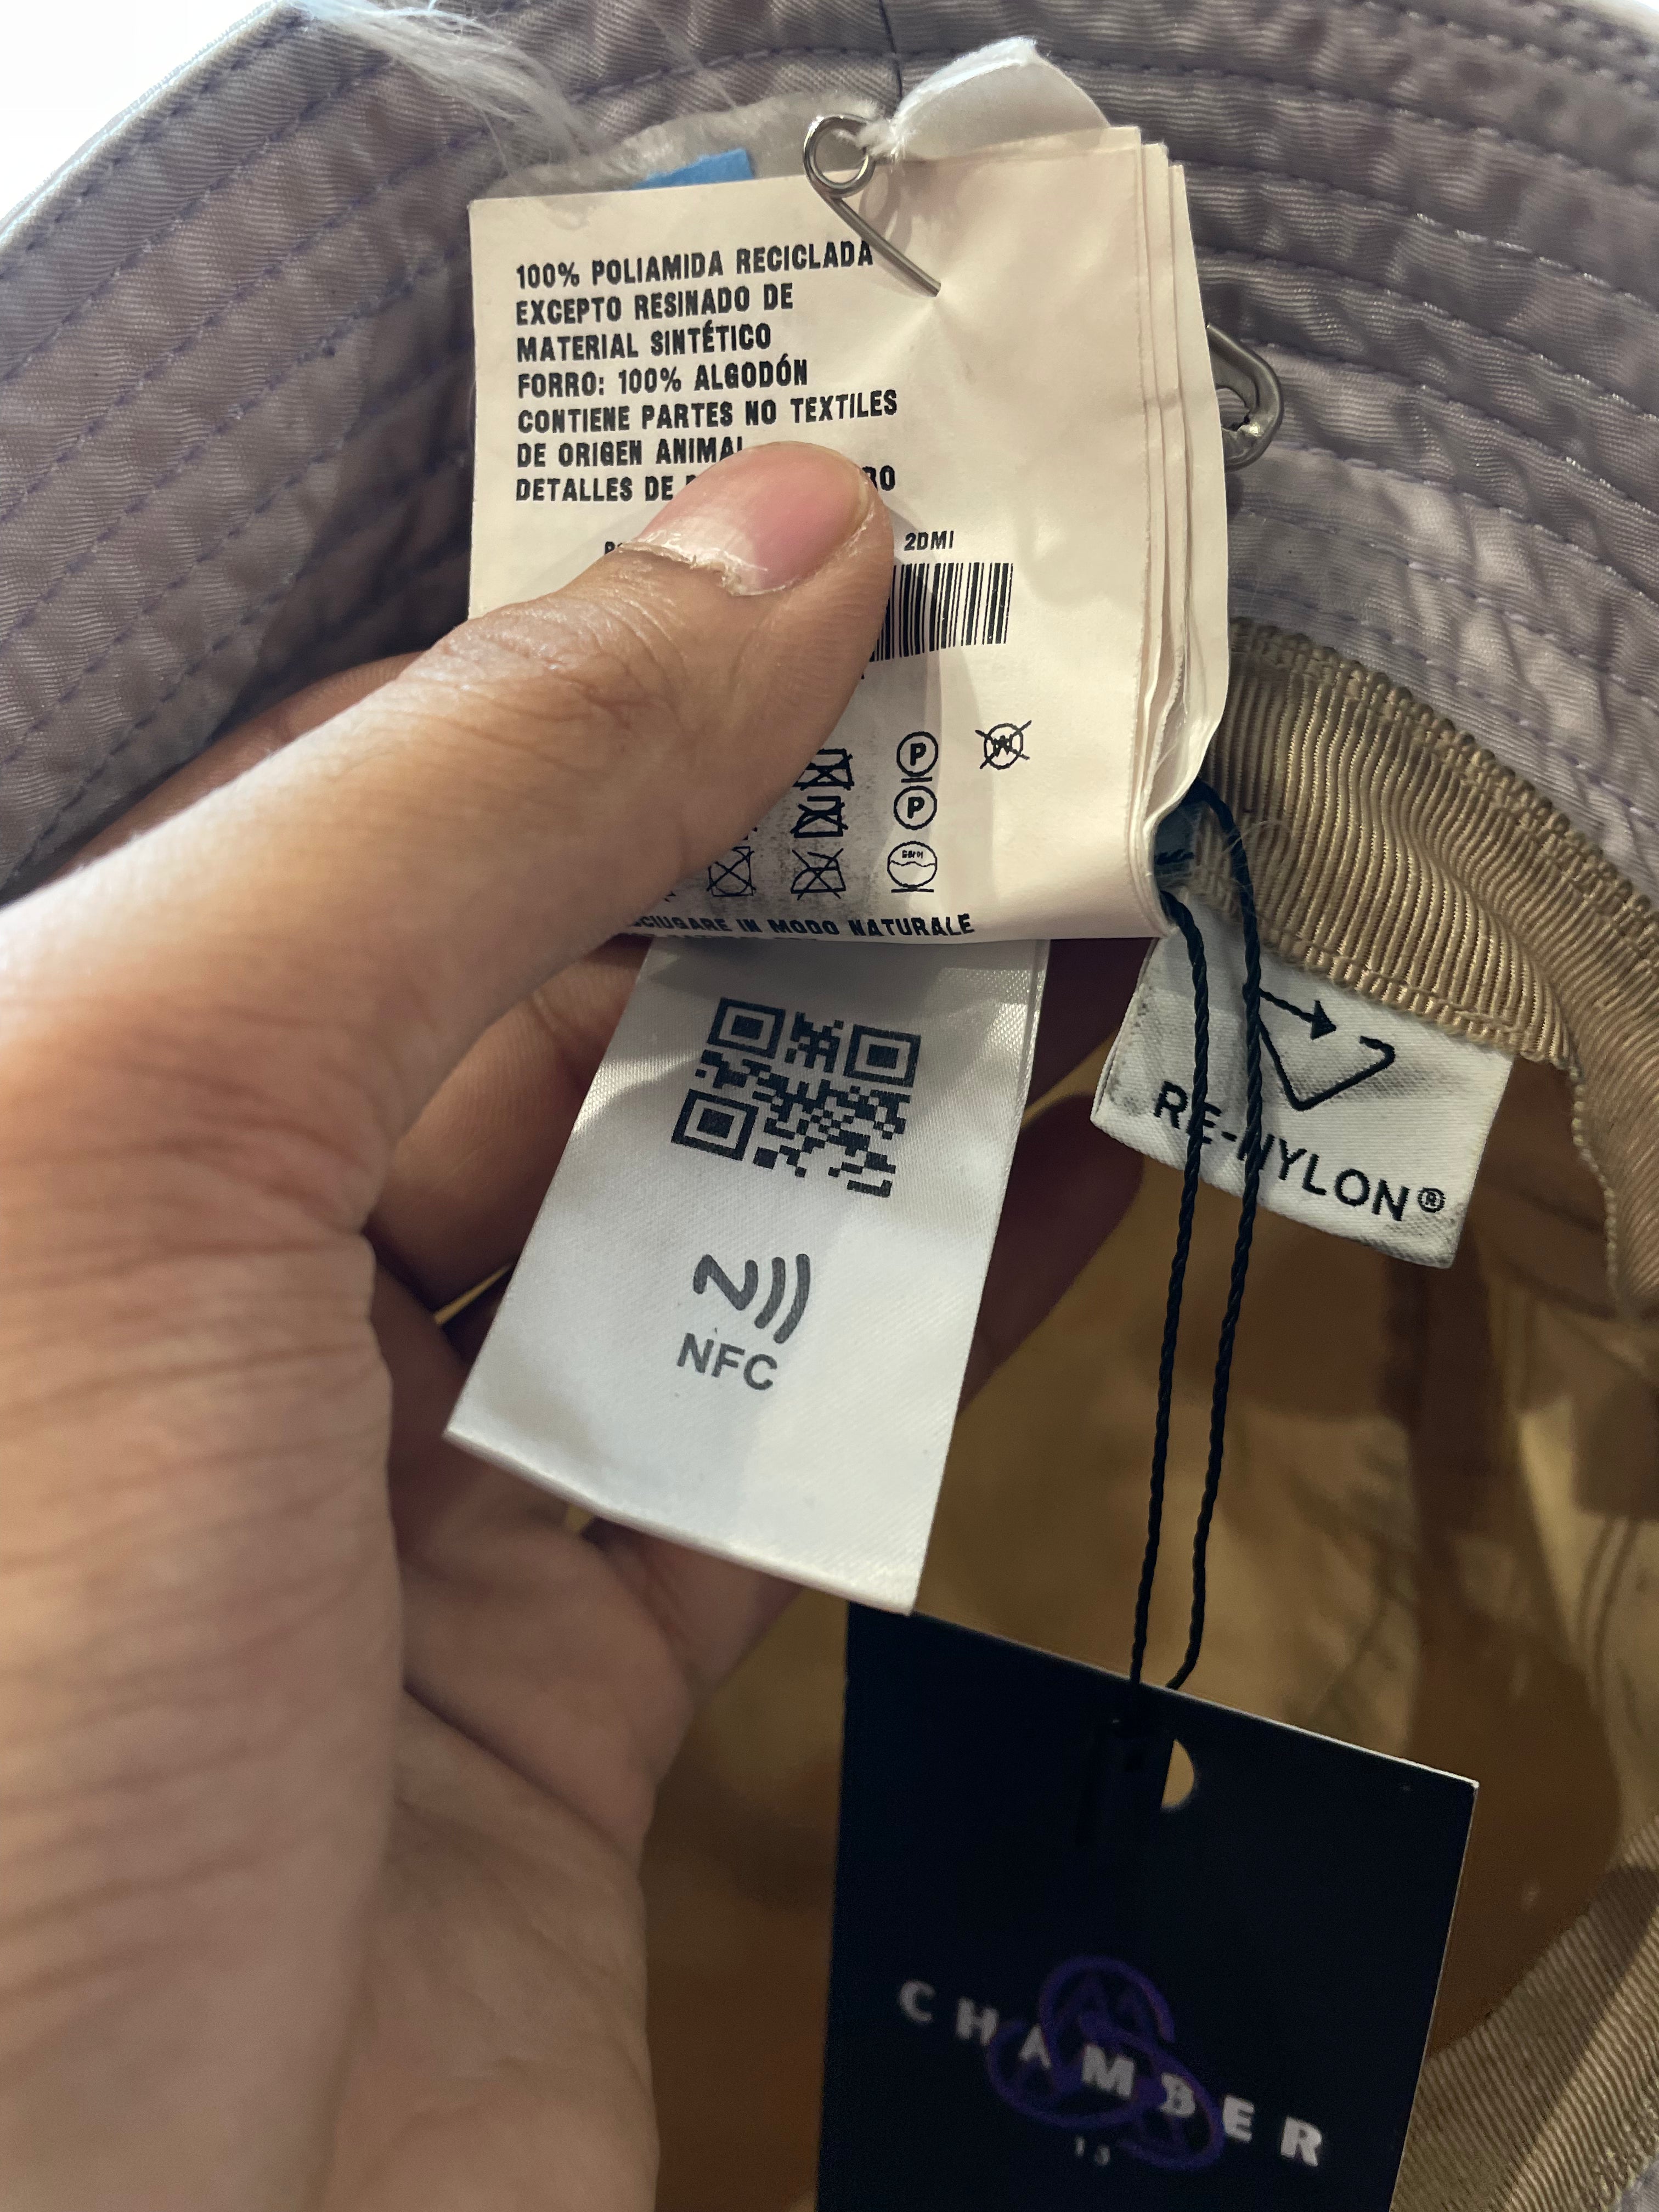 100% POLIAMIDA RECICLADA
EXCEPTO RESINADO DE
MATERIAL SINTÉTICO
FORRO: 100% ALGODÓN
CONTIENE PARTES NO TEXTILES
DE ORIGEN ANIMAL
DETALLES DE
2DMI
P
W
P
IN MODO NATURALE
NFC
RE-NYLON®
CHAMBER